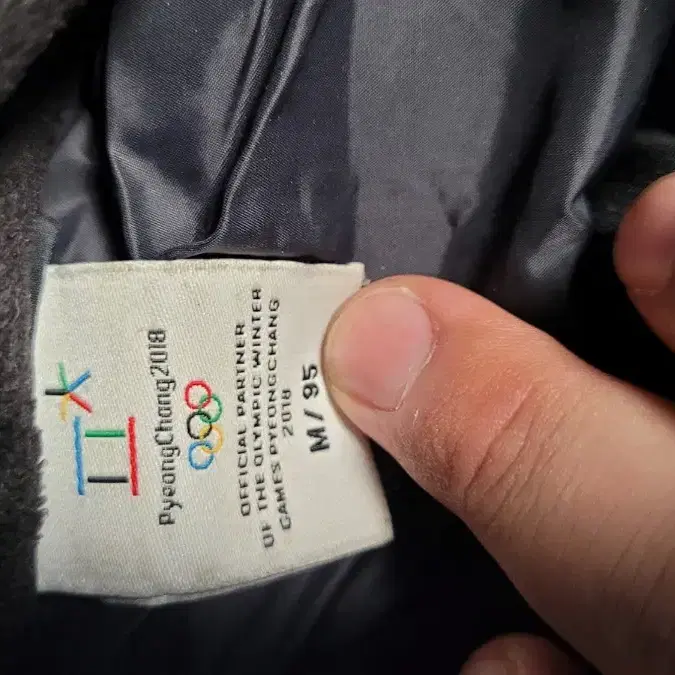 PyeongChang2018
OFFICIAL PARTNER
OF THE OLYMPIC WINTER
GAMES PYEONGCHANG
2018
M / 95